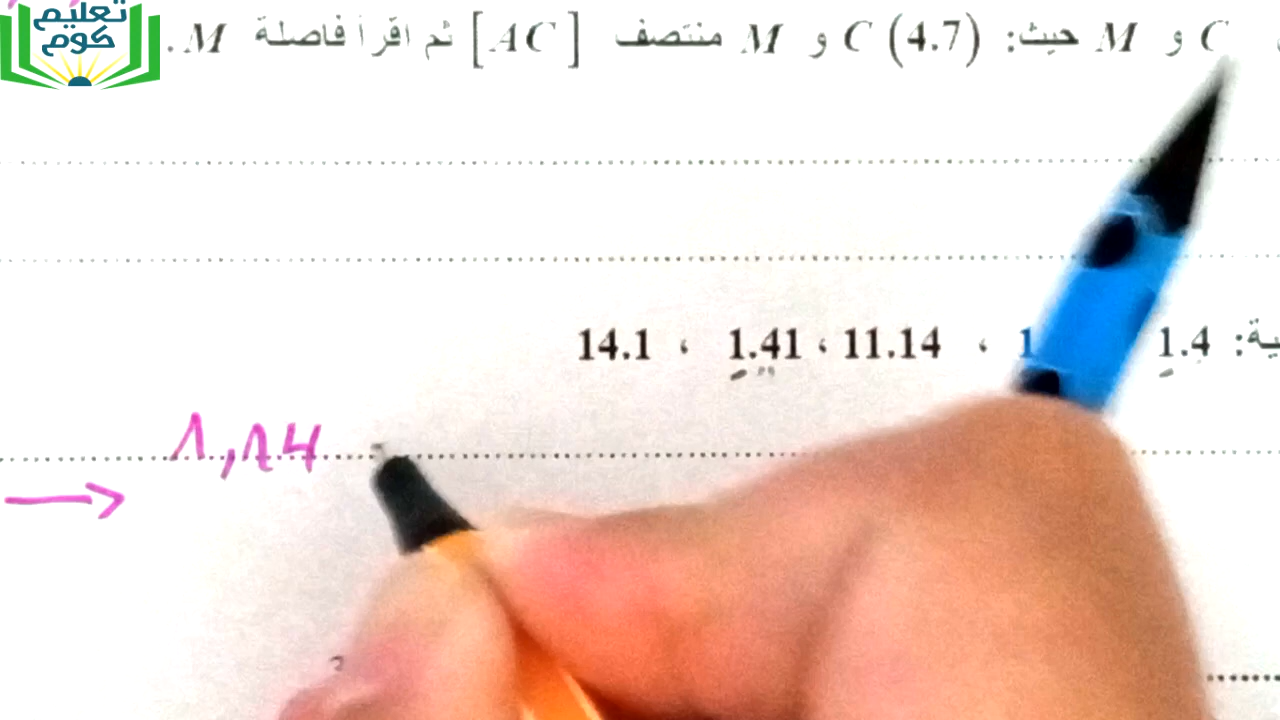 تعليم
كوم
C و M حيث: C (4.7) و M منتصف [AC] ثم اقرأ فاصلة M.
ية: 1.4 1 ، 11.14 ، 1.41 ، 14.1
1,14